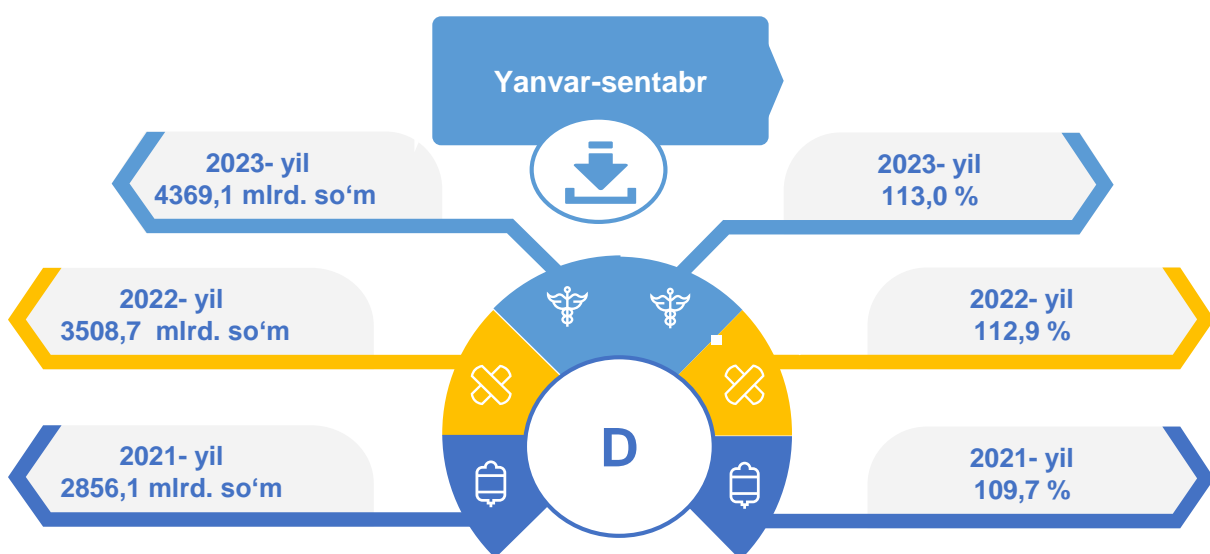 Yanvar-sentabr
2023- yil
4369,1 mlrd. so‘m
2023- yil
113,0 %
2022- yil
3508,7 mlrd. so‘m
2022- yil
112,9 %
2021- yil
2856,1 mlrd. so‘m
D
2021- yil
109,7 %